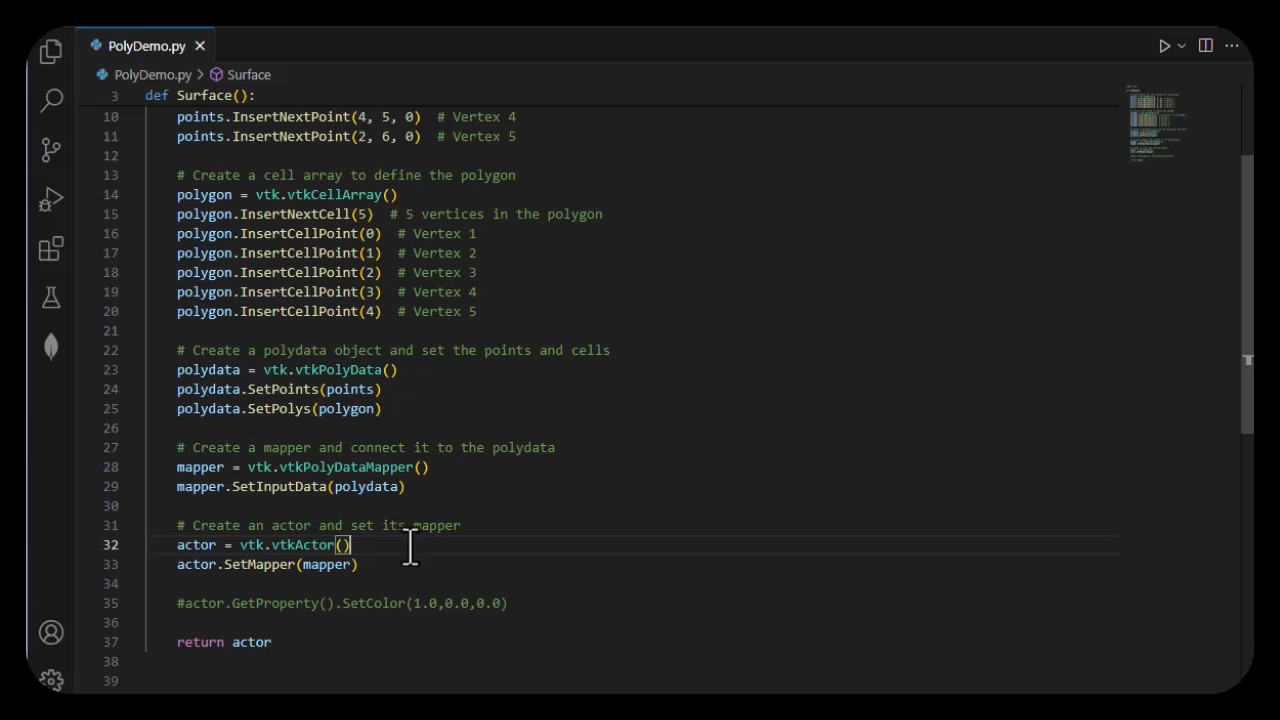 PolyDemo.py
PolyDemo.py > Surface
3 def Surface():
10 points.InsertNextPoint(4, 5, 0)  # Vertex 4
11 points.InsertNextPoint(2, 6, 0)  # Vertex 5
12
13 # Create a cell array to define the polygon
14 polygon = vtk.vtkCellArray()
15 polygon.InsertNextCell(5)  # 5 vertices in the polygon
16 polygon.InsertCellPoint(0)  # Vertex 1
17 polygon.InsertCellPoint(1)  # Vertex 2
18 polygon.InsertCellPoint(2)  # Vertex 3
19 polygon.InsertCellPoint(3)  # Vertex 4
20 polygon.InsertCellPoint(4)  # Vertex 5
21
22 # Create a polydata object and set the points and cells
23 polydata = vtk.vtkPolyData()
24 polydata.SetPoints(points)
25 polydata.SetPolys(polygon)
26
27 # Create a mapper and connect it to the polydata
28 mapper = vtk.vtkPolyDataMapper()
29 mapper.SetInputData(polydata)
30
31 # Create an actor and set its mapper
32 actor = vtk.vtkActor()
33 actor.SetMapper(mapper)
34
35 #actor.GetProperty().SetColor(1.0,0.0,0.0)
36
37 return actor
38
39